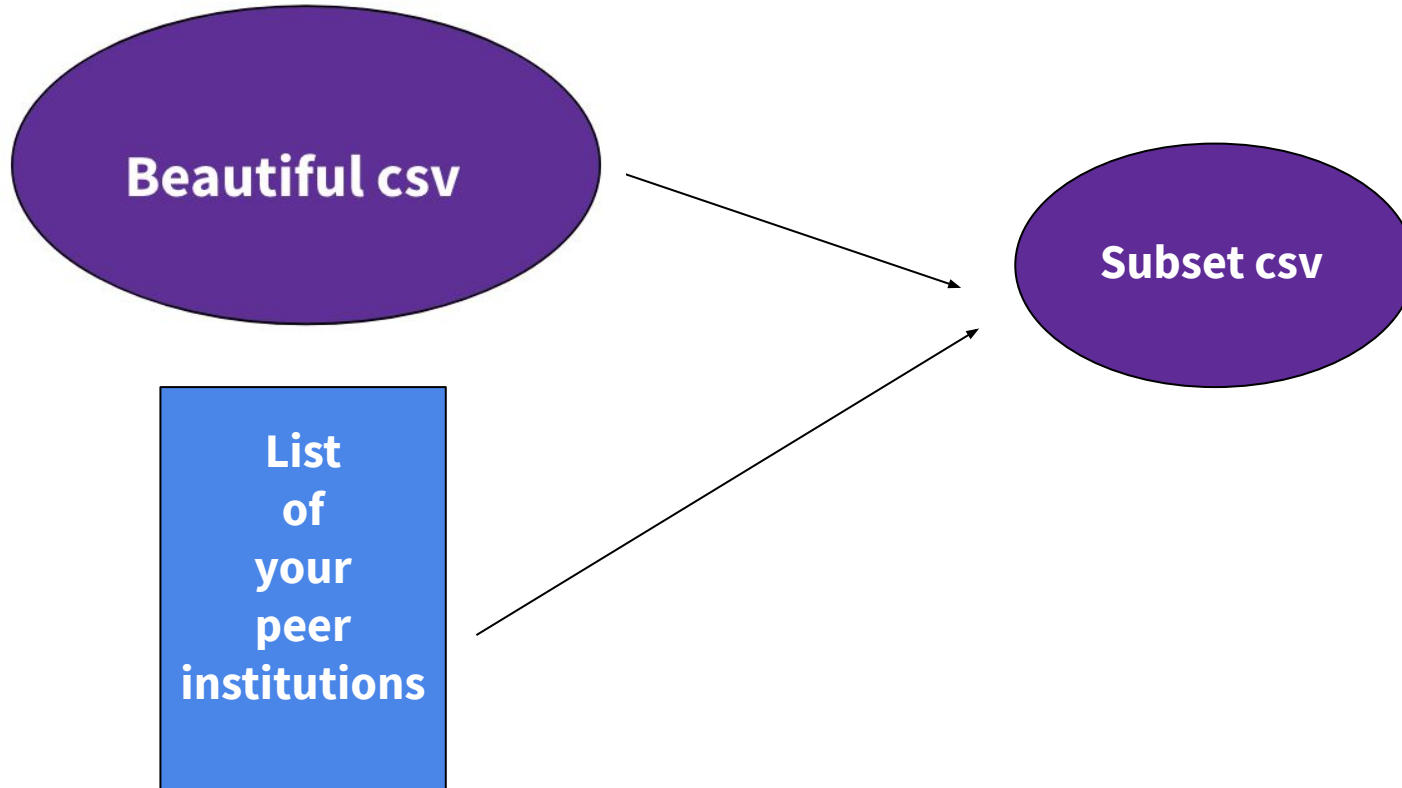 Beautiful csv
Subset csv
List
of
your
peer
institutions